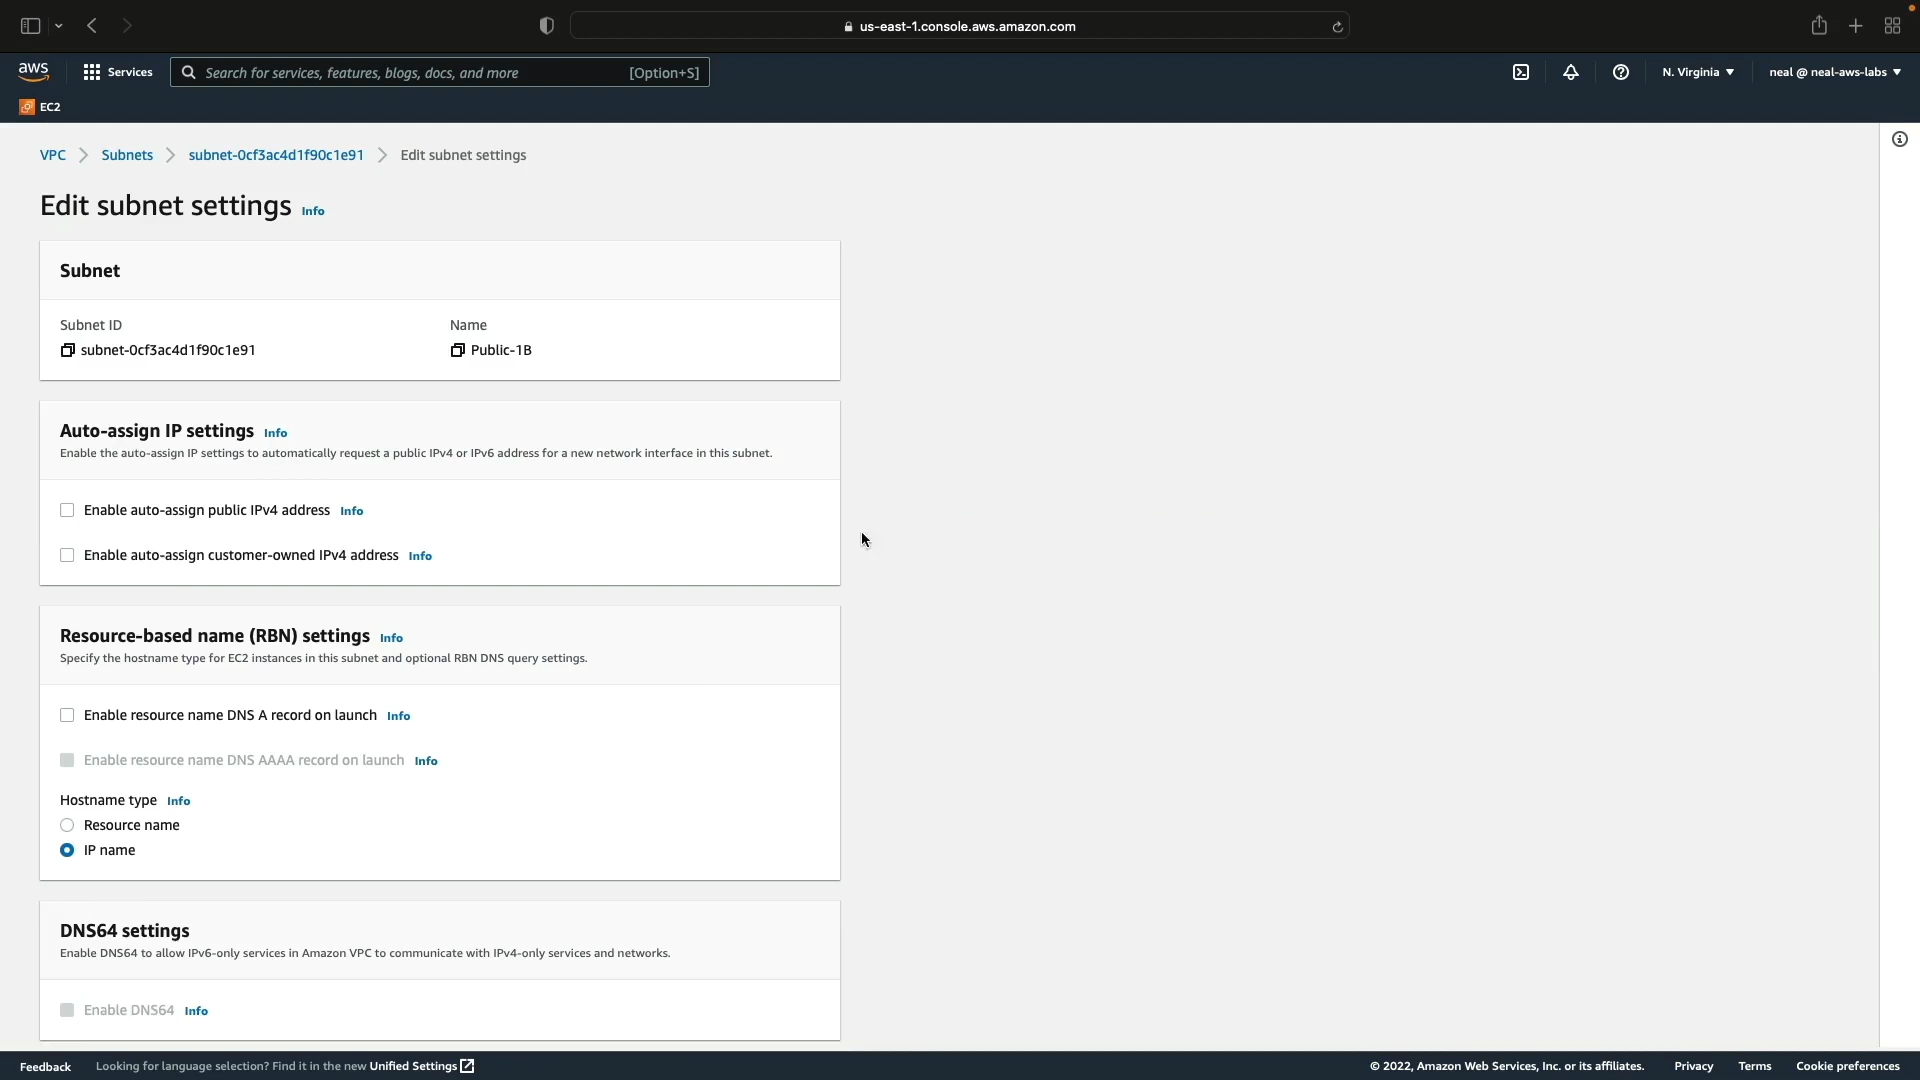 us-east-1.console.aws.amazon.com
aws
Services
Search for services, features, blogs, docs, and more
[Option+S]
N. Virginia
neal @ neal-aws-labs
EC2
VPC
Subnets
subnet-0cf3ac4d1f90c1e91
Edit subnet settings
Edit subnet settings Info
Subnet
Subnet ID
Name
subnet-0cf3ac4d1f90c1e91
Public-1B
Auto-assign IP settings Info
Enable the auto-assign IP settings to automatically request a public IPv4 or IPv6 address for a new network interface in this subnet.
Enable auto-assign public IPv4 address Info
Enable auto-assign customer-owned IPv4 address Info
Resource-based name (RBN) settings Info
Specify the hostname type for EC2 instances in this subnet and optional RBN DNS query settings.
Enable resource name DNS A record on launch Info
Enable resource name DNS AAAA record on launch Info
Hostname type Info
Resource name
IP name
DNS64 settings
Enable DNS64 to allow IPv6-only services in Amazon VPC to communicate with IPv4-only services and networks.
Enable DNS64 Info
Feedback
Looking for language selection? Find it in the new Unified Settings
© 2022, Amazon Web Services, Inc. or its affiliates.
Privacy
Terms
Cookie preferences